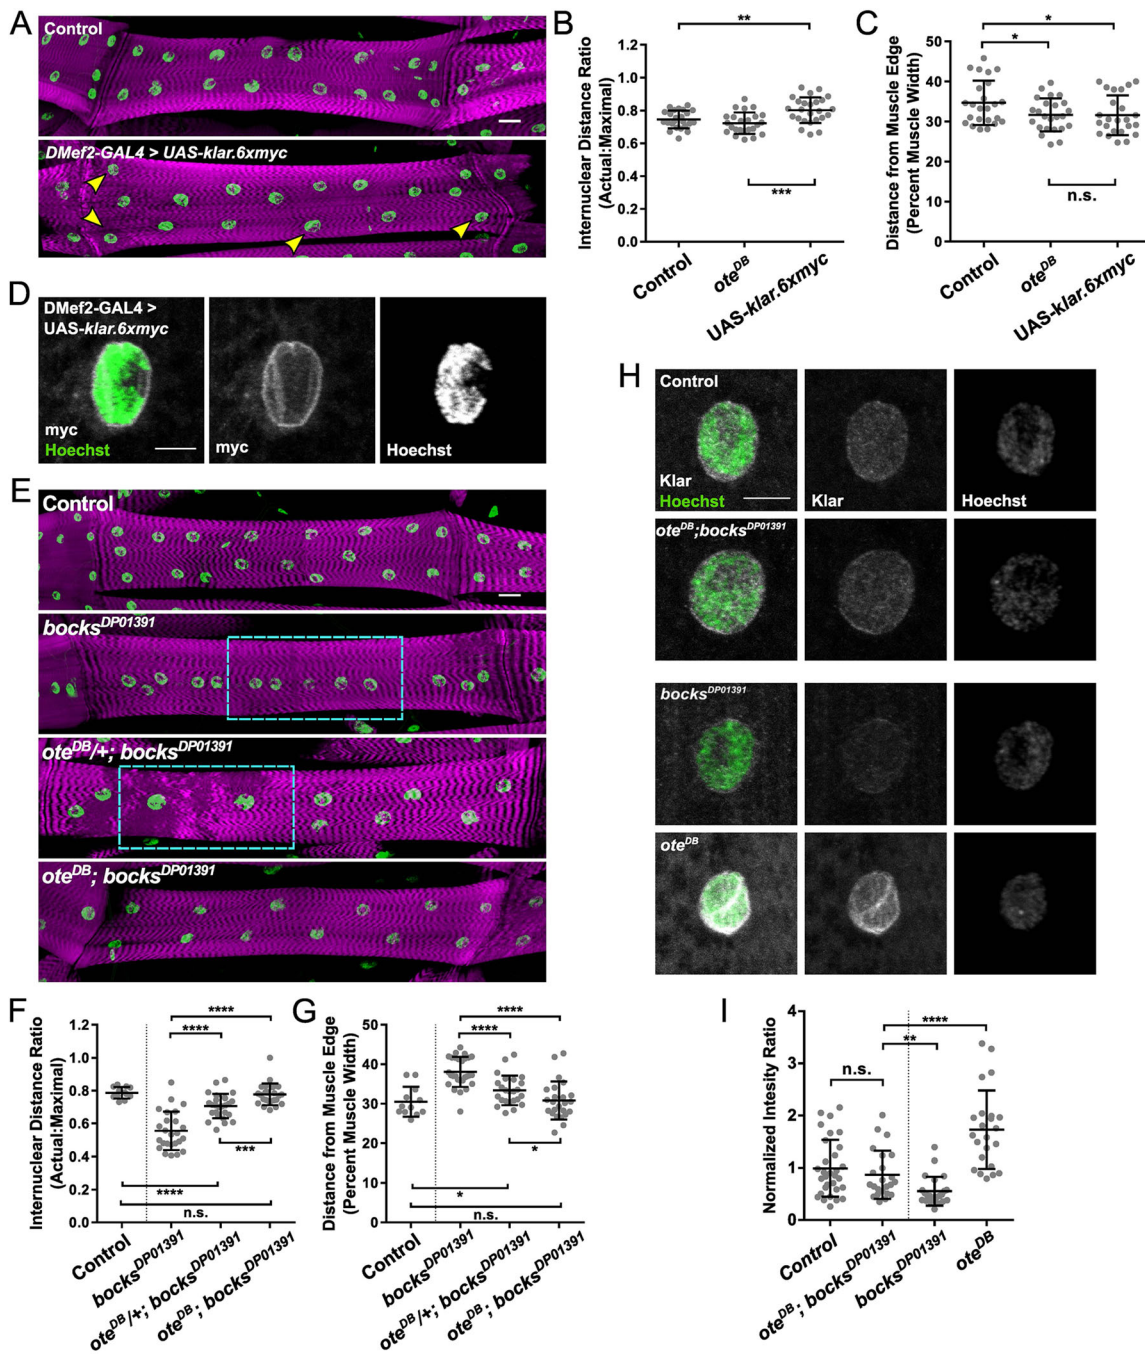 A
Control
DMef2-GAL4 > UAS-klar.6xmyc
B
**
1.2
1.0
0.8
0.6
0.4
0.2
0.0
***
Internuclear Distance Ratio
(Actual:Maximal)
Control
ote^DB
UAS-klar.6xmyc
C
*
*
50
40
30
20
10
0
n.s.
Distance from Muscle Edge
(Percent Muscle Width)
Control
ote^DB
UAS-klar.6xmyc
D
DMef2-GAL4 >
UAS-klar.6xmyc
myc
Hoechst
myc
Hoechst
E
Control
bocks^DP01391
ote^DB/+; bocks^DP01391
ote^DB; bocks^DP01391
F
****
****
1.2
1.0
0.8
0.6
0.4
0.2
0.0
***
****
n.s.
Internuclear Distance Ratio
(Actual:Maximal)
Control
bocks^DP01391
ote^DB/+; bocks^DP01391
ote^DB; bocks^DP01391
G
****
****
50
40
30
20
10
0
*
*
n.s.
Distance from Muscle Edge
(Percent Muscle Width)
Control
bocks^DP01391
ote^DB/+; bocks^DP01391
ote^DB; bocks^DP01391
H
Control
Klar
Hoechst
Klar
Hoechst
ote^DB;bocks^DP01391
bocks^DP01391
ote^DB
I
****
**
n.s.
4
3
2
1
0
Normalized Intesity Ratio
Control
ote^DB; bocks^DP01391
bocks^DP01391
ote^DB